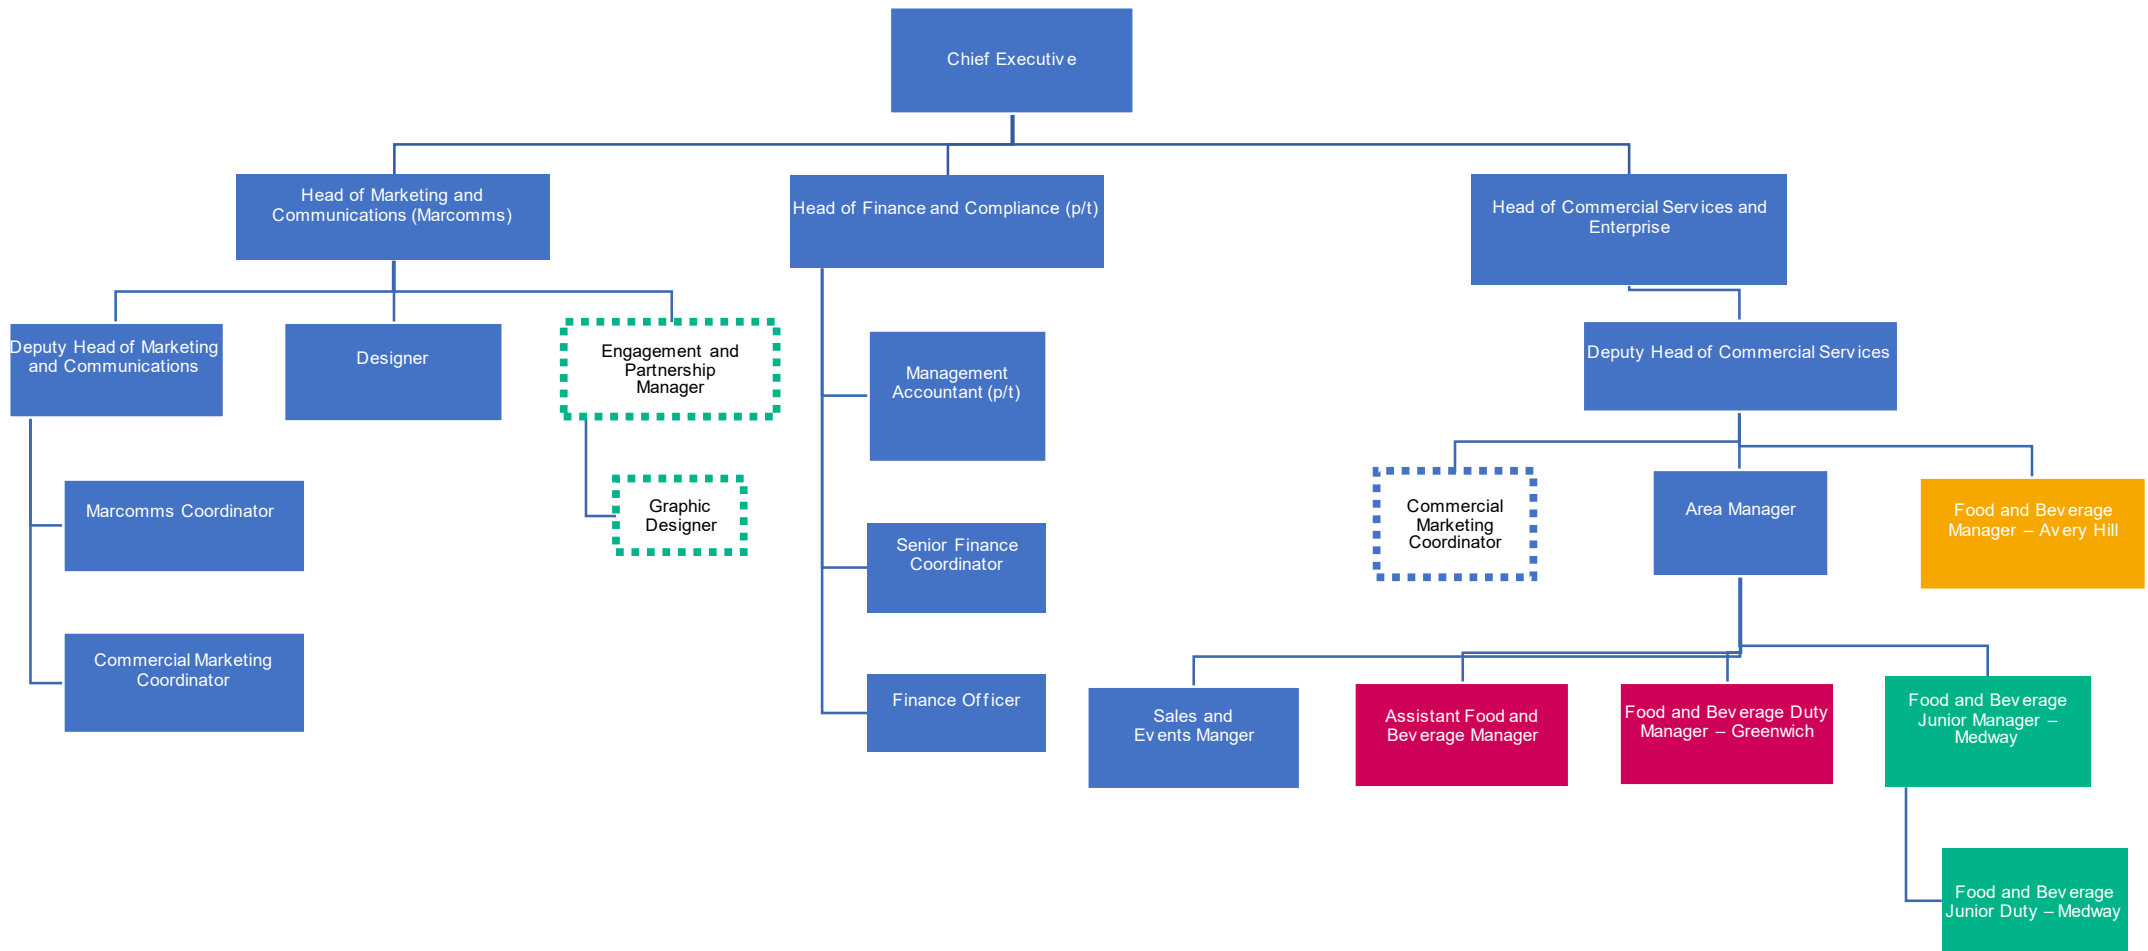 Chief Executive
Head of Marketing and
Communications (Marcomms)
Head of Finance and Compliance (p/t)
Head of Commercial Services and
Enterprise
Deputy Head of Marketing
and Communications
Designer
Engagement and
Partnership
Manager
Management
Accountant (p/t)
Deputy Head of Commercial Services
Marcomms Coordinator
Graphic
Designer
Senior Finance
Coordinator
Commercial
Marketing
Coordinator
Area Manager
Food and Beverage
Manager – Avery Hill
Commercial Marketing
Coordinator
Finance Officer
Sales and
Events Manger
Assistant Food and
Beverage Manager
Food and Beverage Duty
Manager – Greenwich
Food and Beverage
Junior Manager –
Medway
Food and Beverage
Junior Duty – Medway